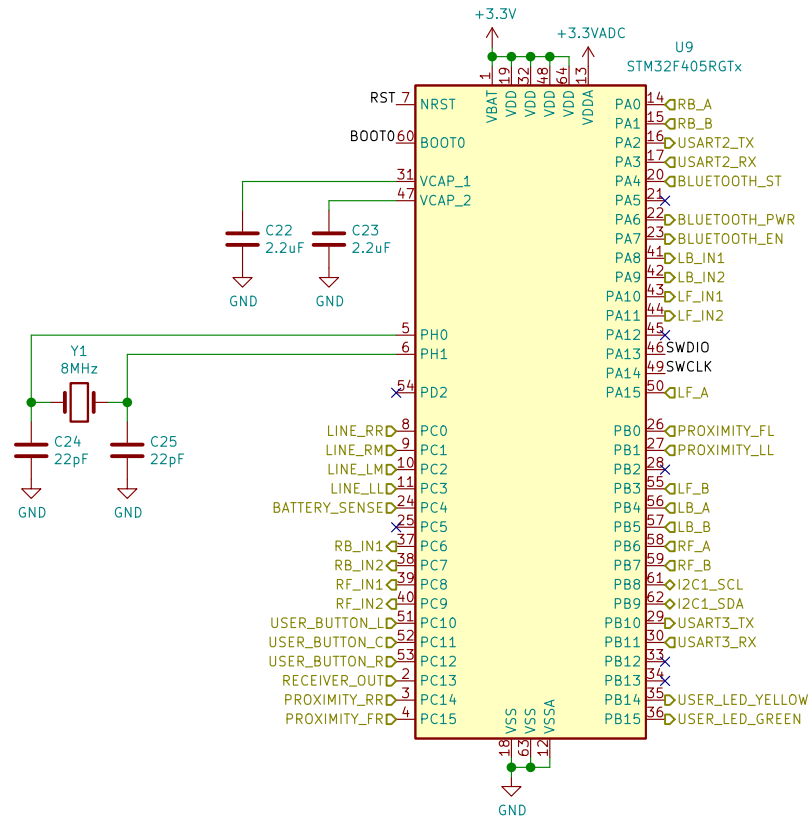 +3.3V
+3.3VADC
U9
STM32F405RGTx
1 19 32 48 64 13
VBAT VDD VDD VDD VDD VDDA
RST 7 NRST
BOOT0 60 BOOT0
31 VCAP_1
47 VCAP_2
C22
2.2uF
GND
C23
2.2uF
GND
5 PH0
6 PH1
Y1
8MHz
C24
22pF
GND
C25
22pF
GND
54 PD2
LINE_RR 8 PC0
LINE_RM 9 PC1
LINE_LM 10 PC2
LINE_LL 11 PC3
BATTERY_SENSE 24 PC4
25 PC5
RB_IN1 37 PC6
RB_IN2 38 PC7
RF_IN1 39 PC8
RF_IN2 40 PC9
USER_BUTTON_L 51 PC10
USER_BUTTON_C 52 PC11
USER_BUTTON_R 53 PC12
RECEIVER_OUT 2 PC13
PROXIMITY_RR 3 PC14
PROXIMITY_FR 4 PC15
PA0 14 RB_A
PA1 15 RB_B
PA2 16 USART2_TX
PA3 17 USART2_RX
PA4 20 BLUETOOTH_ST
PA5 21
PA6 22 BLUETOOTH_PWR
PA7 23 BLUETOOTH_EN
PA8 41 LB_IN1
PA9 42 LB_IN2
PA10 43 LF_IN1
PA11 44 LF_IN2
PA12 45
PA13 46 SWDIO
PA14 49 SWCLK
PA15 50 LF_A
PB0 26 PROXIMITY_FL
PB1 27 PROXIMITY_LL
PB2 28
PB3 55 LF_B
PB4 56 LB_A
PB5 57 LB_B
PB6 58 RF_A
PB7 59 RF_B
PB8 61 I2C1_SCL
PB9 62 I2C1_SDA
PB10 29 USART3_TX
PB11 30 USART3_RX
PB12 33
PB13 34
PB14 35 USER_LED_YELLOW
PB15 36 USER_LED_GREEN
VSS VSS VSSA
18 63 12
GND